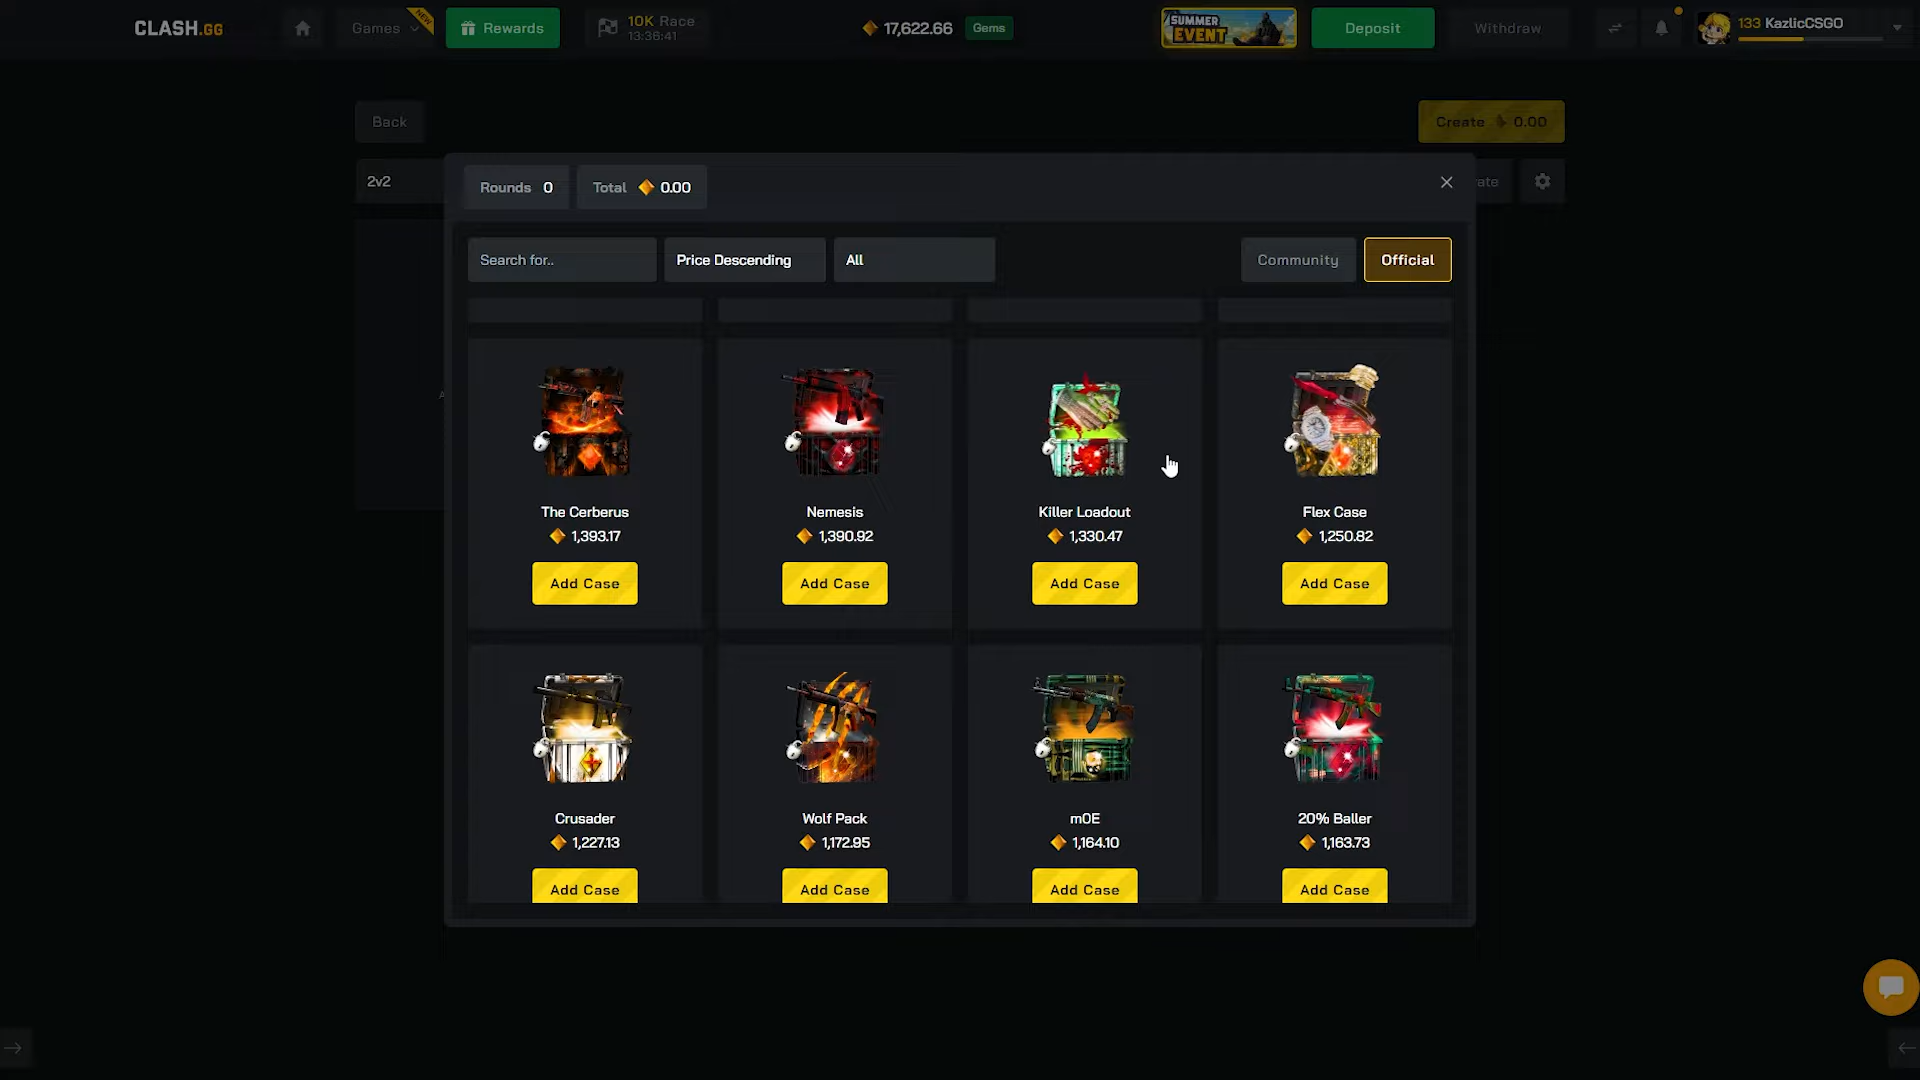 CLASH.GG
Games
NEW
Rewards
10K Race
13:36:41
17,622.66
Gems
SUMMER
EVENT
Deposit
Withdraw
133 KazlicCSGO
Back
Create 0.00
2v2
Rounds 0
Total 0.00
ate
Search for..
Price Descending
All
Community
Official
A
The Cerberus
1,393.17
Add Case
Nemesis
1,390.92
Add Case
Killer Loadout
1,330.47
Add Case
Flex Case
1,250.82
Add Case
Crusader
1,227.13
Add Case
Wolf Pack
1,172.95
Add Case
mOE
1,164.10
Add Case
20% Baller
1,163.73
Add Case